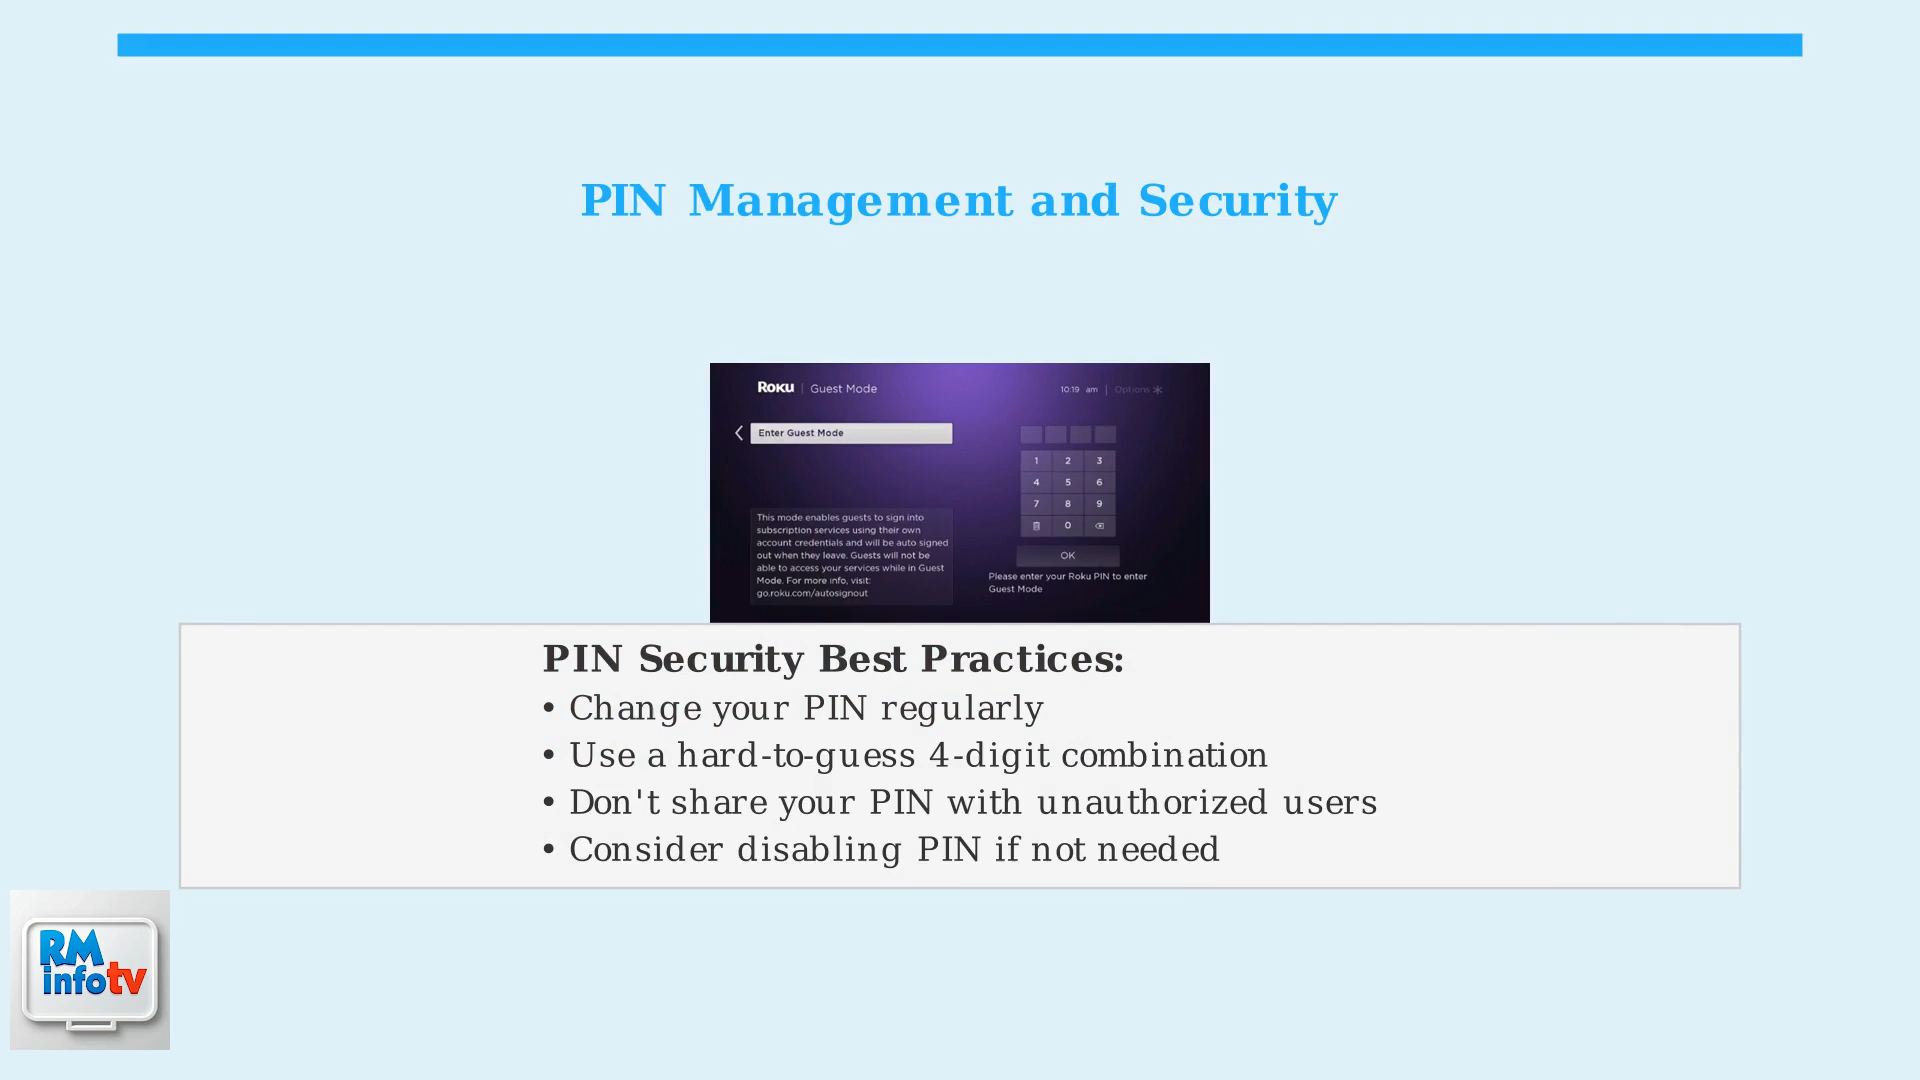 PIN Management and Security
Roku | Guest Mode
10:19 am | Options
Enter Guest Mode
1 2 3
4 5 6
7 8 9
0
OK
Please enter your Roku PIN to enter
Guest Mode
This mode enables guests to sign into
subscription services using their own
account credentials and will be auto signed
out when they leave. Guests will not be
able to access your services while in Guest
Mode. For more info, visit:
go.roku.com/autosignout
PIN Security Best Practices:
• Change your PIN regularly
• Use a hard-to-guess 4-digit combination
• Don't share your PIN with unauthorized users
• Consider disabling PIN if not needed
RM
infotv